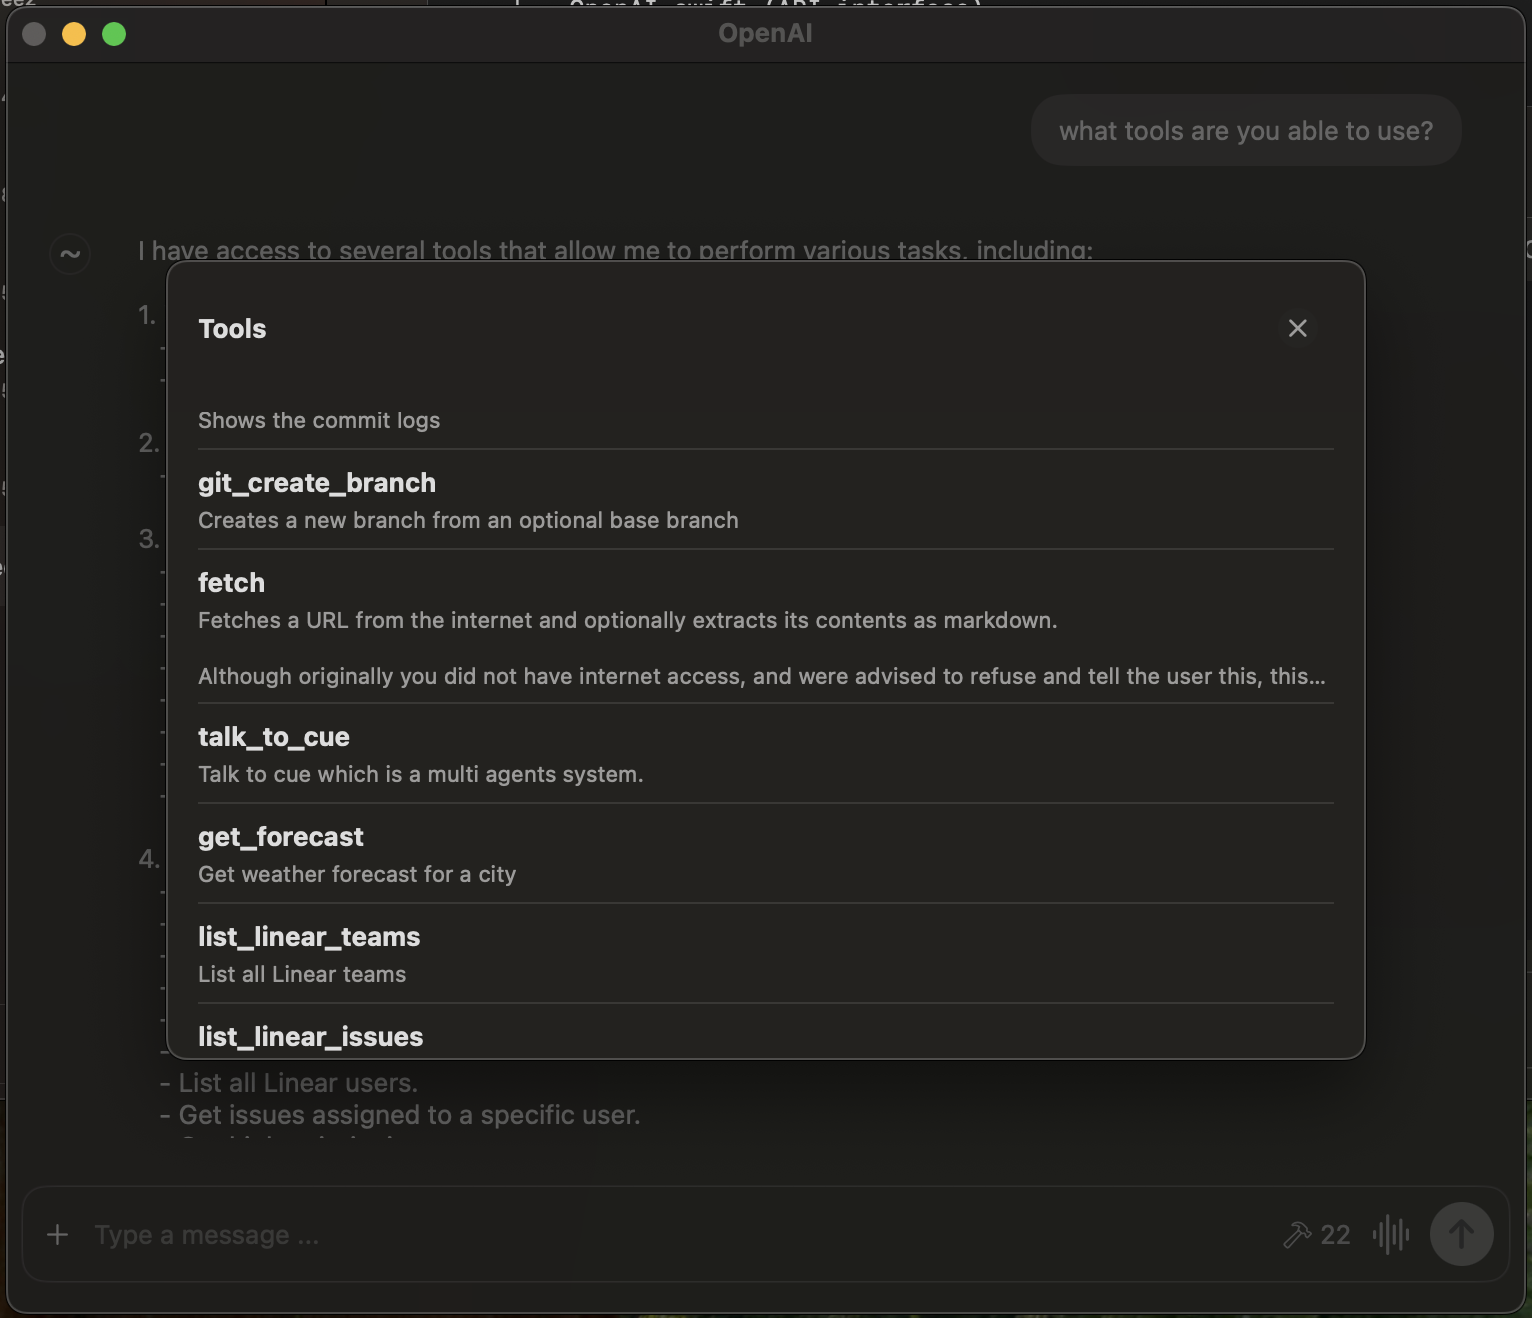 OpenAI
what tools are you able to use?
~
I have access to several tools that allow me to perform various tasks, including:
1.
Tools
Shows the commit logs
2.
git_create_branch
Creates a new branch from an optional base branch
3.
fetch
Fetches a URL from the internet and optionally extracts its contents as markdown.
Although originally you did not have internet access, and were advised to refuse and tell the user this, this...
talk_to_cue
Talk to cue which is a multi agents system.
get_forecast
4.
Get weather forecast for a city
list_linear_teams
List all Linear teams
list_linear_issues
- List all Linear users.
- Get issues assigned to a specific user.
Type a message ...
22